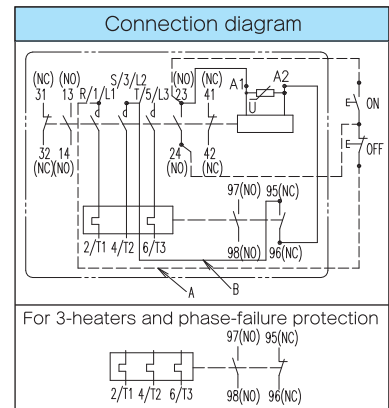 Connection diagram
(NC) (NO) S/3/L2 (NO) (NC)
31 13 R/1/L1 T/5/L3 23 41 A1 A2
U
ON
OFF
32 14 24 42
(NC)(NO) (NO) (NC)
97(NO) 95(NC)
2/T1 4/T2 6/T3 98(NO) 96(NC)
A B
For 3-heaters and phase-failure protection
97(NO) 95(NC)
2/T1 4/T2 6/T3 98(NO) 96(NC)